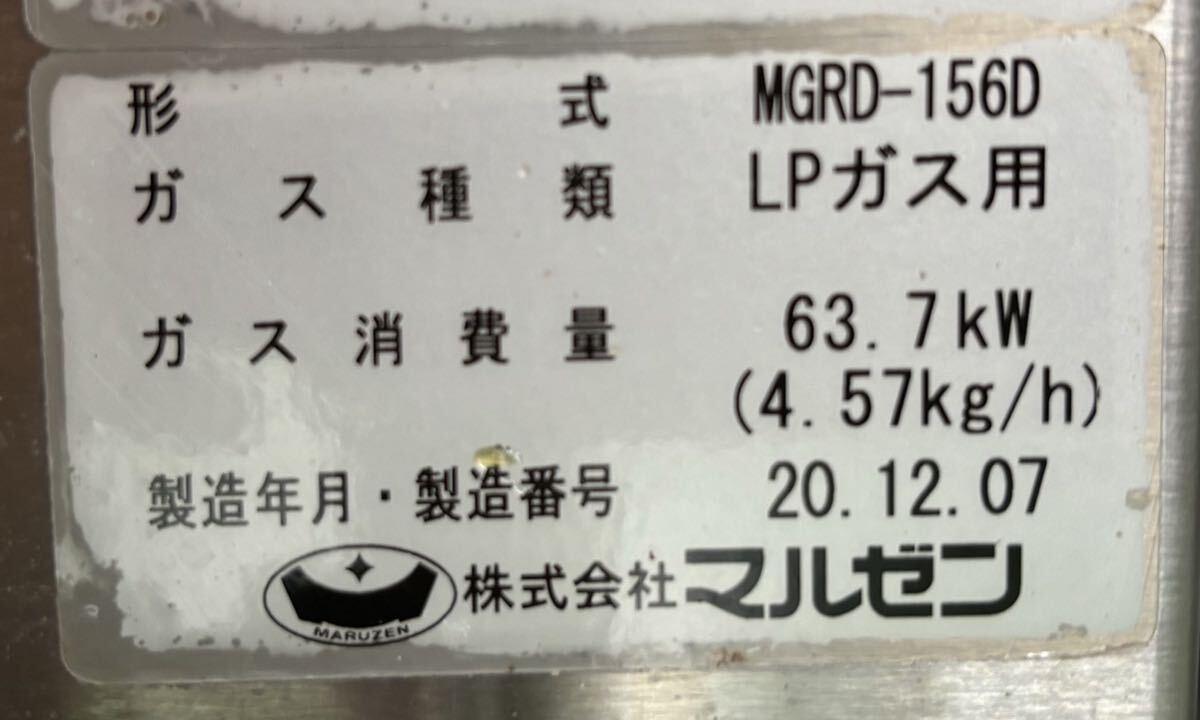 形式 MGRD-156D
ガス種類 LPガス用
ガス消費量 63.7kW
(4.57kg/h)
製造年月・製造番号 20.12.07
MARUZEN 株式会社マルゼン